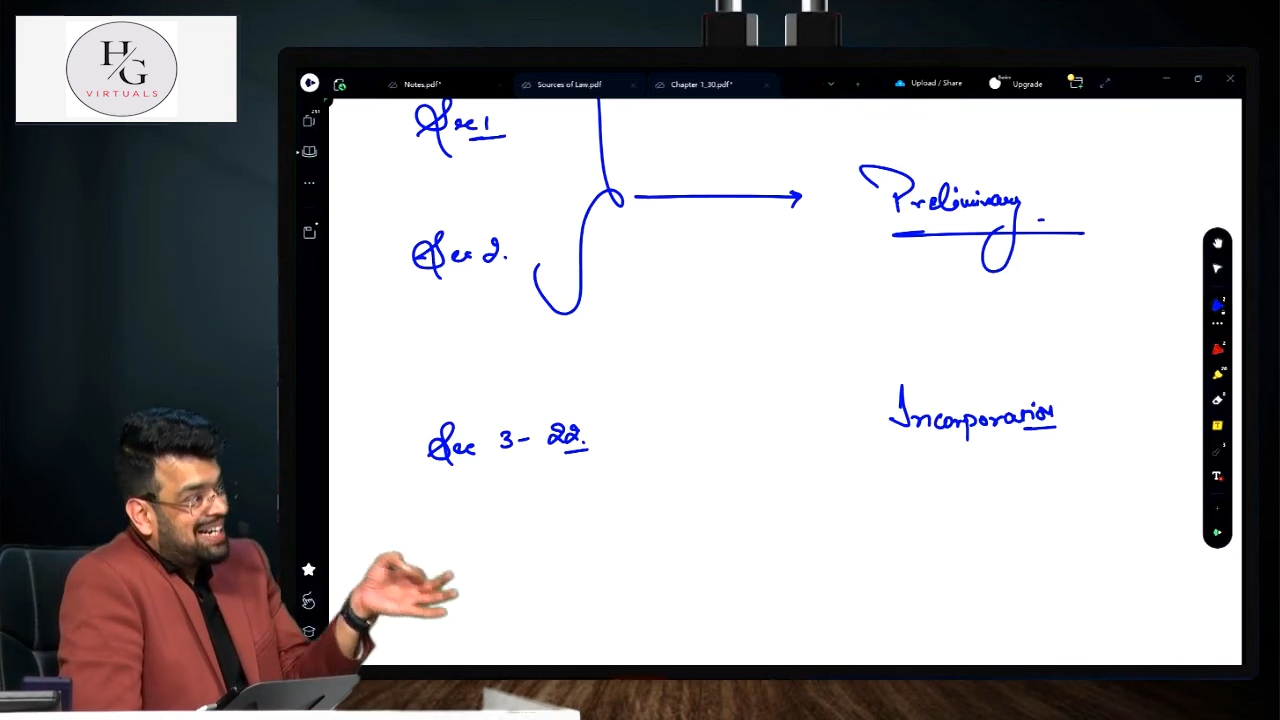 H/G
VIRTUALS
Notes.pdf*
Sources of Law.pdf
Chapter 1_30.pdf*
Upload / Share
Basics
Upgrade
Sec 1
Preliminary.
Sec 2.
Incorporation
Sec 3 - 22.